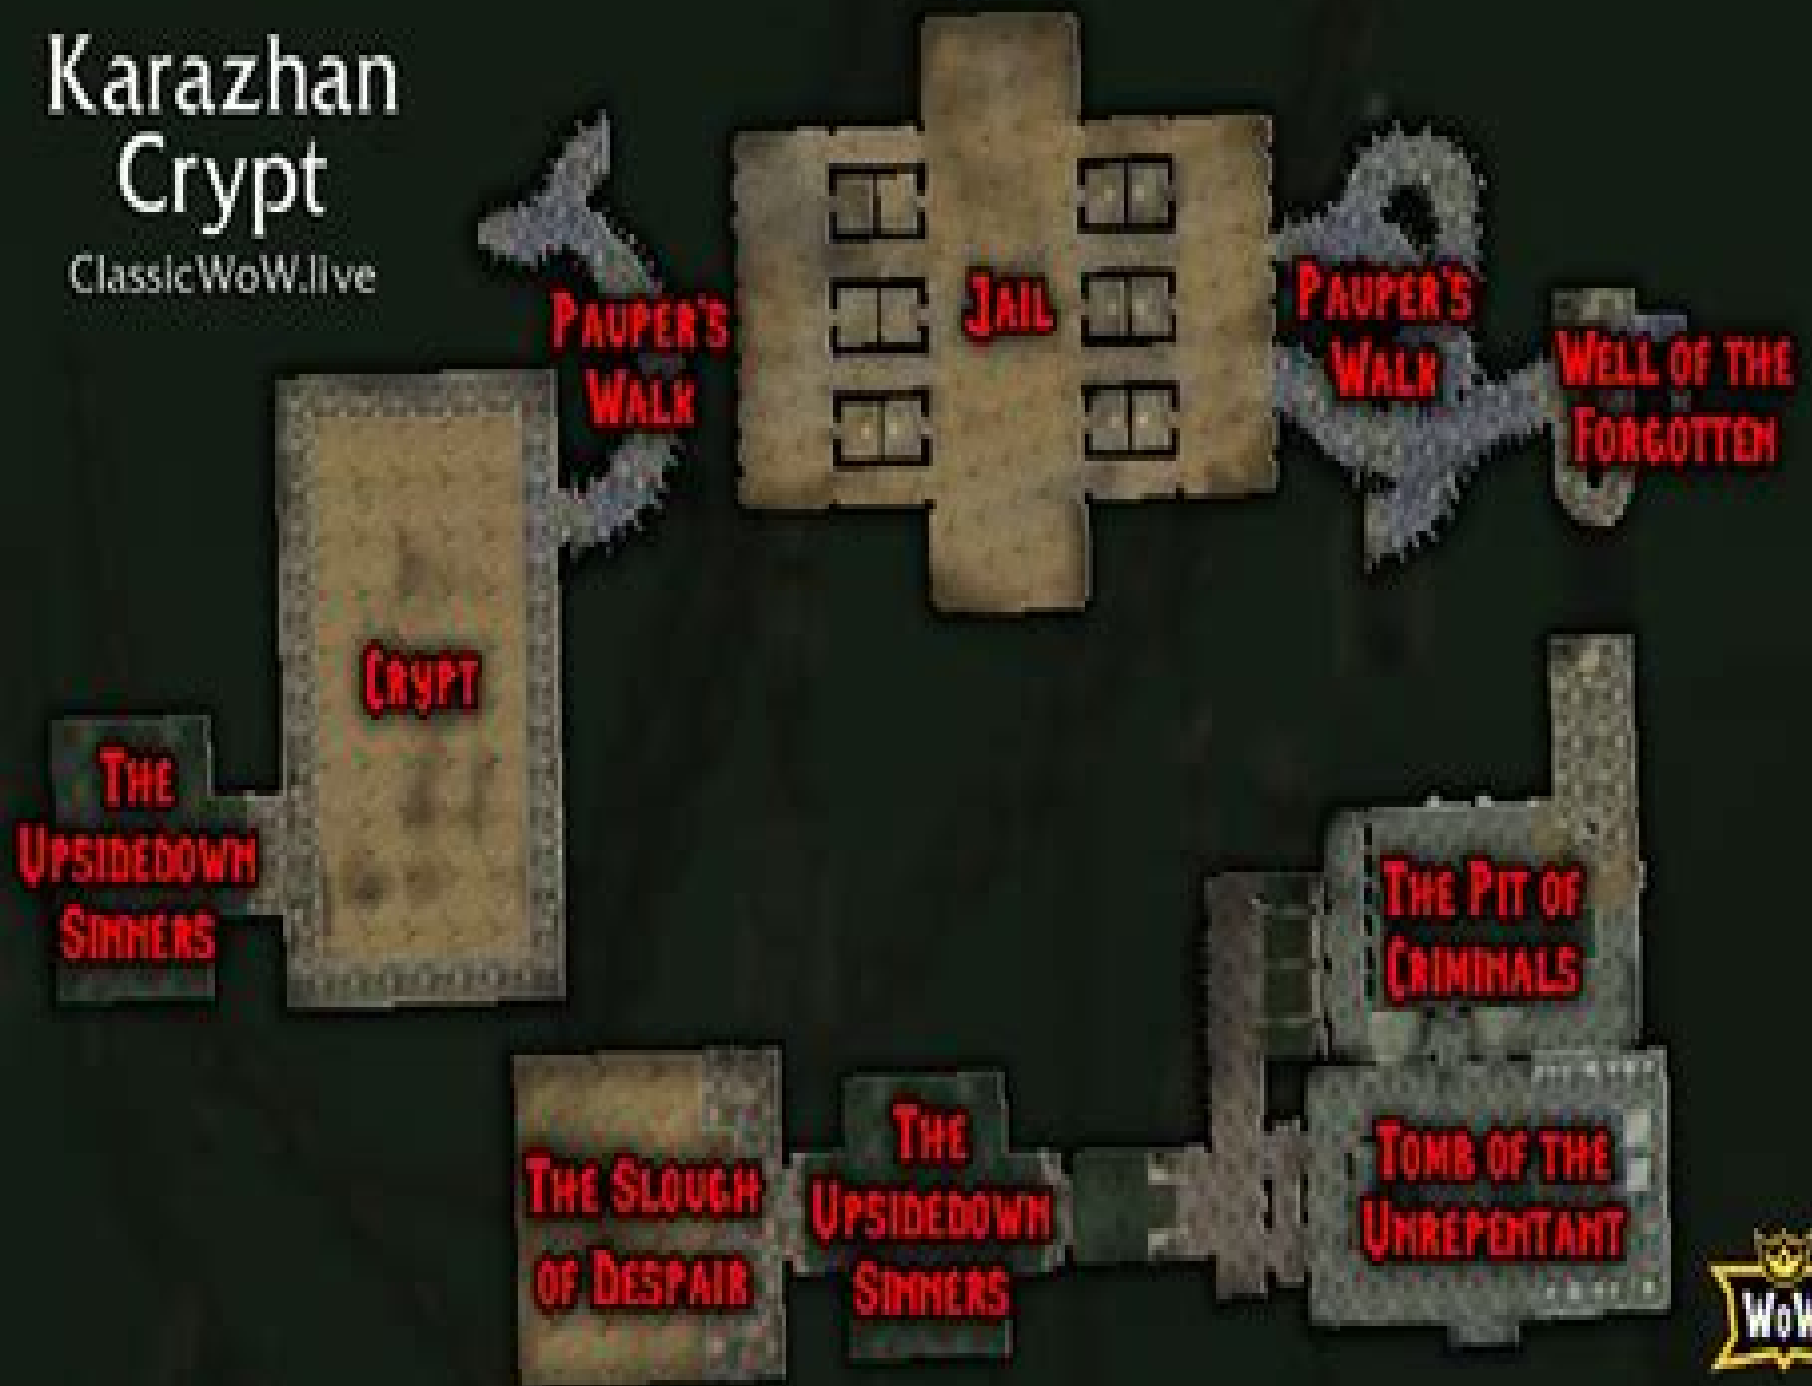 Karazhan
Crypt
ClassicWoW.live
PAUPER'S
WALK
JAIL
PAUPER'S
WALK
WELL OF THE
FORGOTTEN
CRYPT
THE
UPSIDEDOWN
SINNERS
THE PIT OF
CRIMINALS
THE SLOUGH
OF DESPAIR
THE
UPSIDEDOWN
SINNERS
TOMB OF THE
UNREPENTANT
WoW